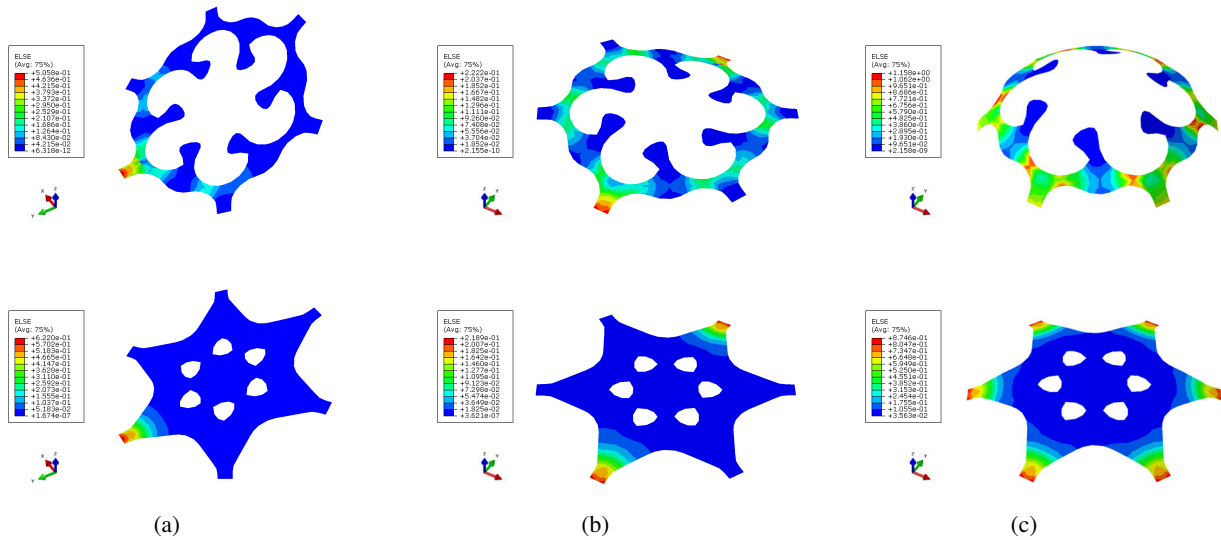 ELSE
(Avg: 75%)
+5.058e-01
+4.636e-01
+4.215e-01
+3.793e-01
+3.372e-01
+2.950e-01
+2.529e-01
+2.107e-01
+1.686e-01
+1.264e-01
+8.430e-02
+4.215e-02
+6.318e-12
X
Y
Z
ELSE
(Avg: 75%)
+2.222e-01
+2.037e-01
+1.852e-01
+1.667e-01
+1.482e-01
+1.296e-01
+1.111e-01
+9.260e-02
+7.408e-02
+5.556e-02
+3.704e-02
+1.852e-02
+2.155e-10
Z
Y
ELSE
(Avg: 75%)
+1.158e+00
+1.062e+00
+9.651e-01
+8.686e-01
+7.721e-01
+6.756e-01
+5.790e-01
+4.825e-01
+3.860e-01
+2.895e-01
+1.930e-01
+9.651e-02
+2.158e-09
Z
Y
ELSE
(Avg: 75%)
+6.220e-01
+5.702e-01
+5.183e-01
+4.665e-01
+4.147e-01
+3.628e-01
+3.110e-01
+2.592e-01
+2.073e-01
+1.555e-01
+1.037e-01
+5.183e-02
+1.674e-07
X
Y
Z
ELSE
(Avg: 75%)
+2.189e-01
+2.007e-01
+1.825e-01
+1.642e-01
+1.460e-01
+1.277e-01
+1.095e-01
+9.123e-02
+7.298e-02
+5.474e-02
+3.649e-02
+1.825e-02
+3.621e-07
Z
Y
ELSE
(Avg: 75%)
+8.746e-01
+8.047e-01
+7.347e-01
+6.648e-01
+5.949e-01
+5.250e-01
+4.551e-01
+3.852e-01
+3.153e-01
+2.454e-01
+1.755e-01
+1.055e-01
+3.563e-02
Z
Y
(a)
(b)
(c)